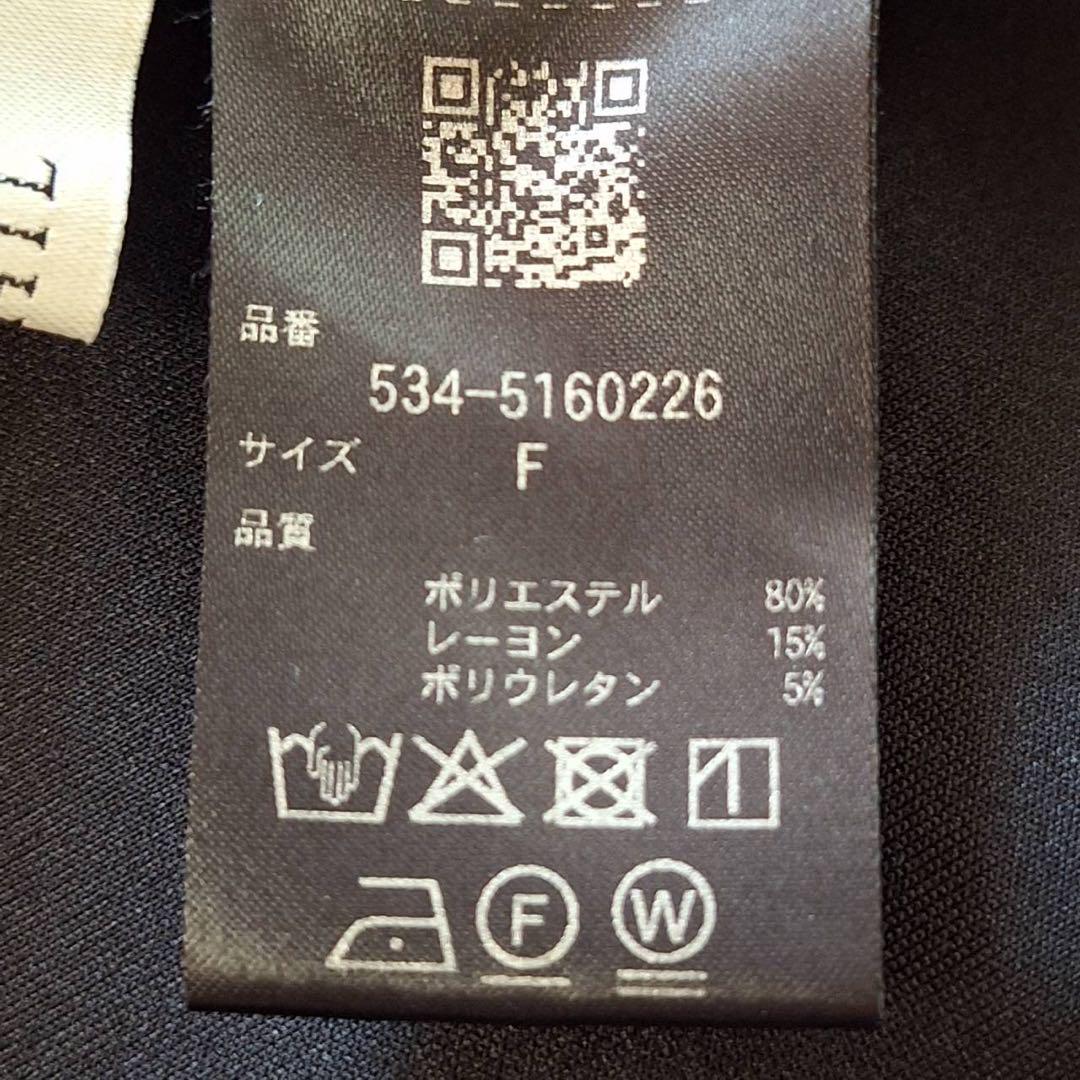 品番
534-5160226
サイズ F
品質
ポリエステル 80%
レーヨン 15%
ポリウレタン 5%
F W